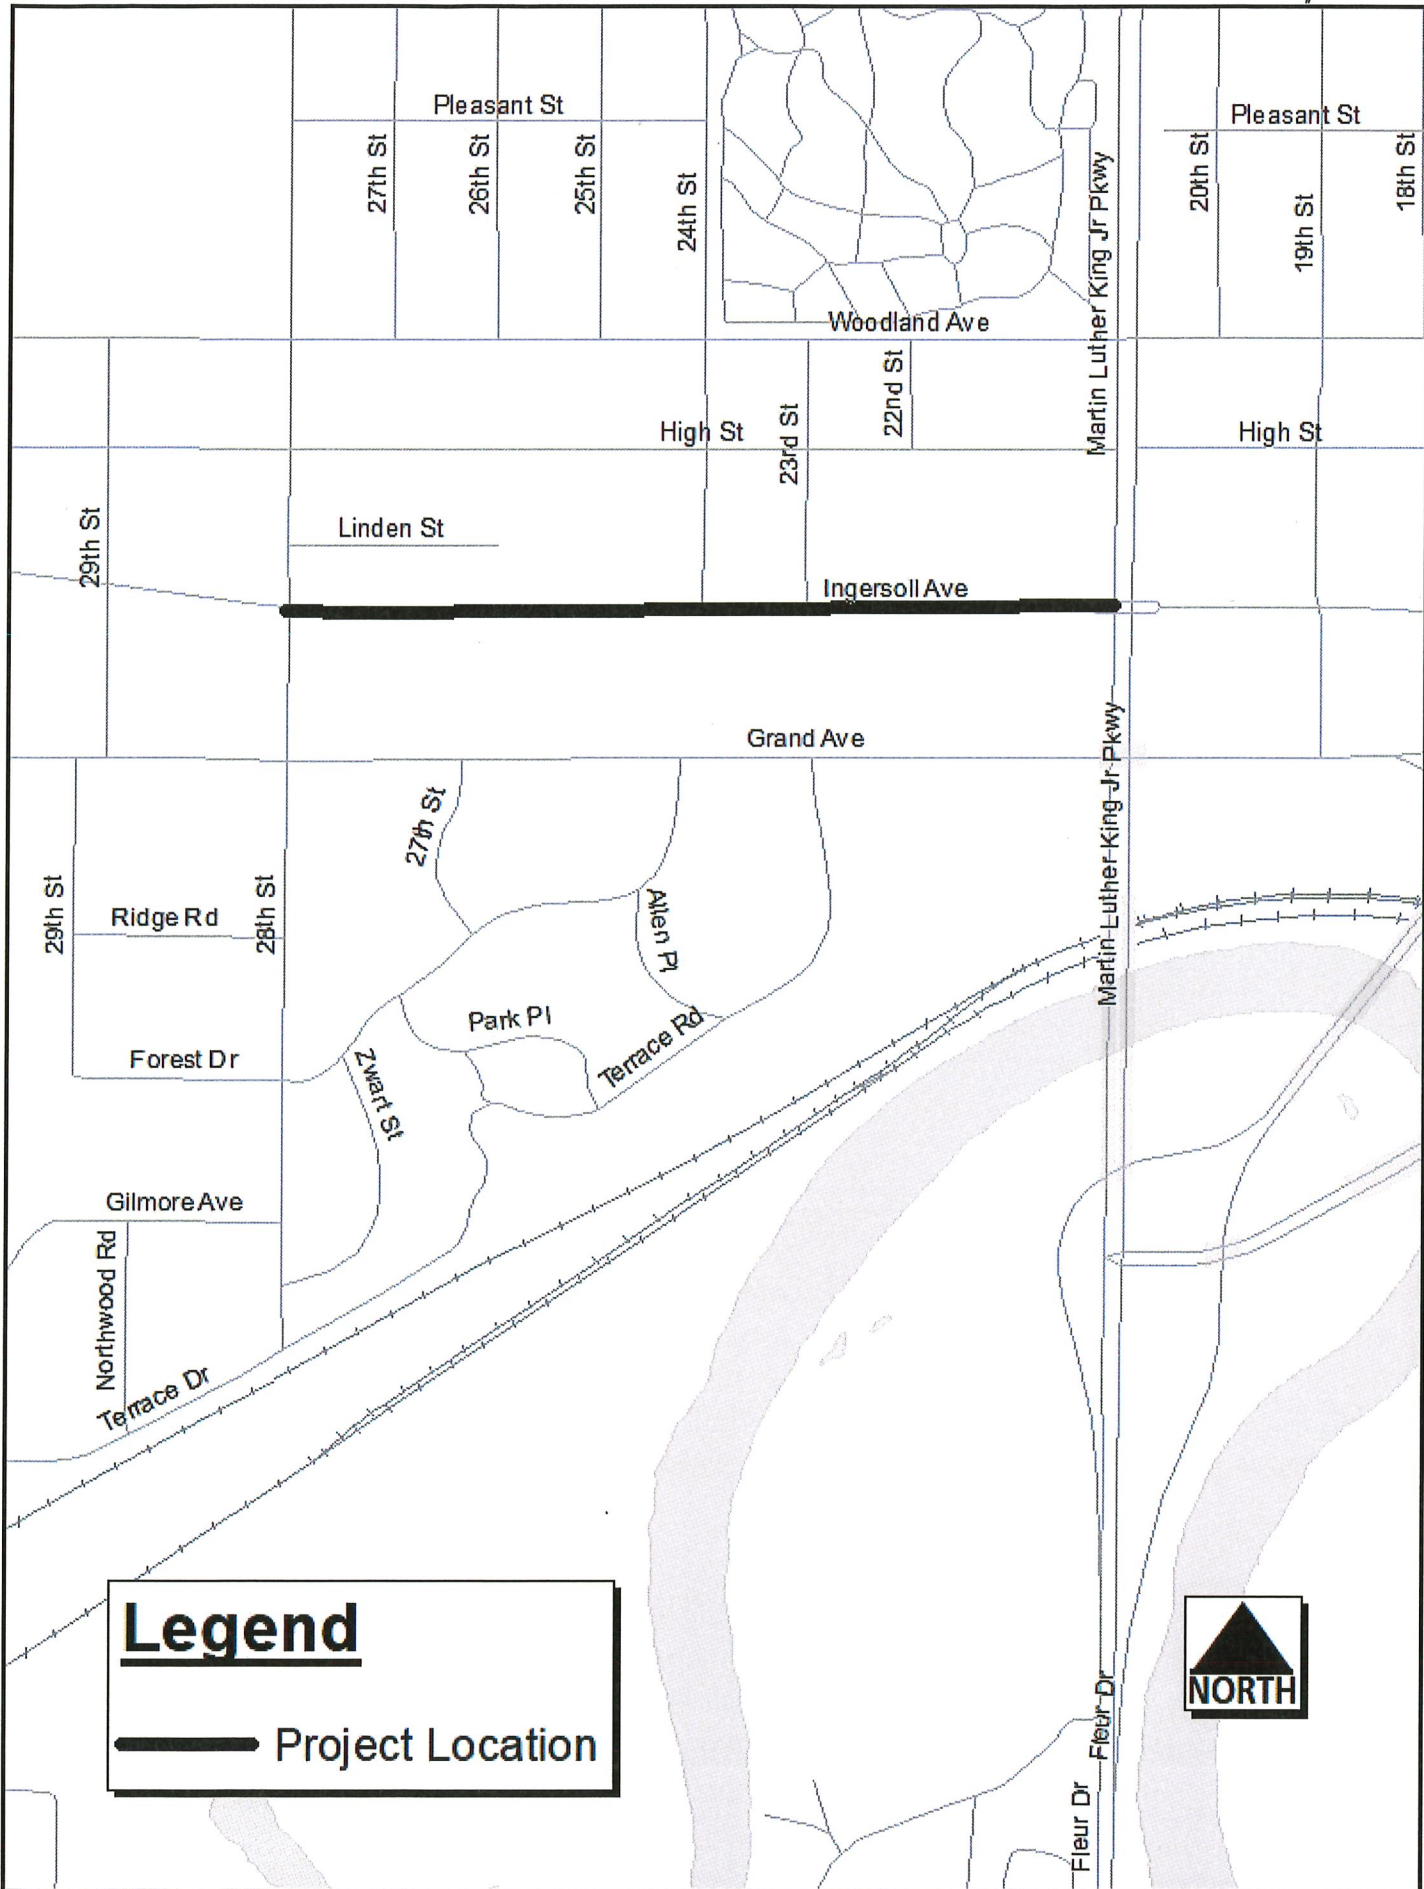 Pleasant St
Pleasant St
27th St
26th St
25th St
24th St
Martin Luther King Jr Pkwy
20th St
19th St
18th St
Woodland Ave
22nd St
23rd St
High St
High St
29th St
Linden St
Ingersoll Ave
Grand Ave
Martin Luther King Jr Pkwy
27th St
29th St
28th St
Ridge Rd
Allen Pl
Park Pl
Terrace Rd
Forest Dr
Zwart St
Gilmore Ave
Northwood Rd
Terrace Dr
Legend
Project Location
NORTH
Fleur Dr
Fleur Dr